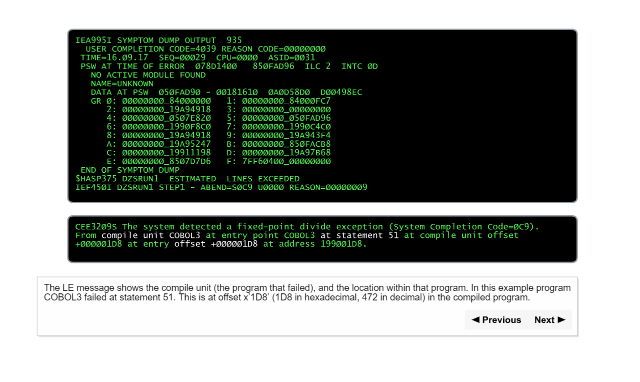 IEA995I SYMPTOM DUMP OUTPUT 935
USER COMPLETION CODE=4039 REASON CODE=00000000
TIME=16.09.17 SEQ=00029 CPU=0000 ASID=0031
PSW AT TIME OF ERROR 078D1400 850FAD96 ILC 2 INTC 0D
NO ACTIVE MODULE FOUND
NAME=UNKNOWN
DATA AT PSW 050FAD90 - 00181610 0A0D58D0 D00498EC
GR 0: 00000000_84000000 1: 00000000_84000FC7
2: 00000000_19A94918 3: 00000000_00000000
4: 00000000_0507E820 5: 00000000_050FAD96
6: 00000000_1990F8C0 7: 00000000_1990C4C0
8: 00000000_19A94918 9: 00000000_19A943F4
A: 00000000_19A95247 B: 00000000_850FACB8
C: 00000000_19911198 D: 00000000_19A97B68
E: 00000000_8507D7D6 F: 7FF60400_00000000
END OF SYMPTOM DUMP
$HASP375 DZSRUN1 ESTIMATED LINES EXCEEDED
IEF450I DZSRUN1 STEP1 - ABEND=S0C9 U0000 REASON=00000009
CEE3209S The system detected a fixed-point divide exception (System Completion Code=0C9).
From compile unit COBOL3 at entry point COBOL3 at statement 51 at compile unit offset
+000001D8 at entry offset +000001D8 at address 199001D8.
The LE message shows the compile unit (the program that failed), and the location within that program. In this example program
COBOL3 failed at statement 51. This is at offset x'1D8' (1D8 in hexadecimal, 472 in decimal) in the compiled program.
◄ Previous Next ►